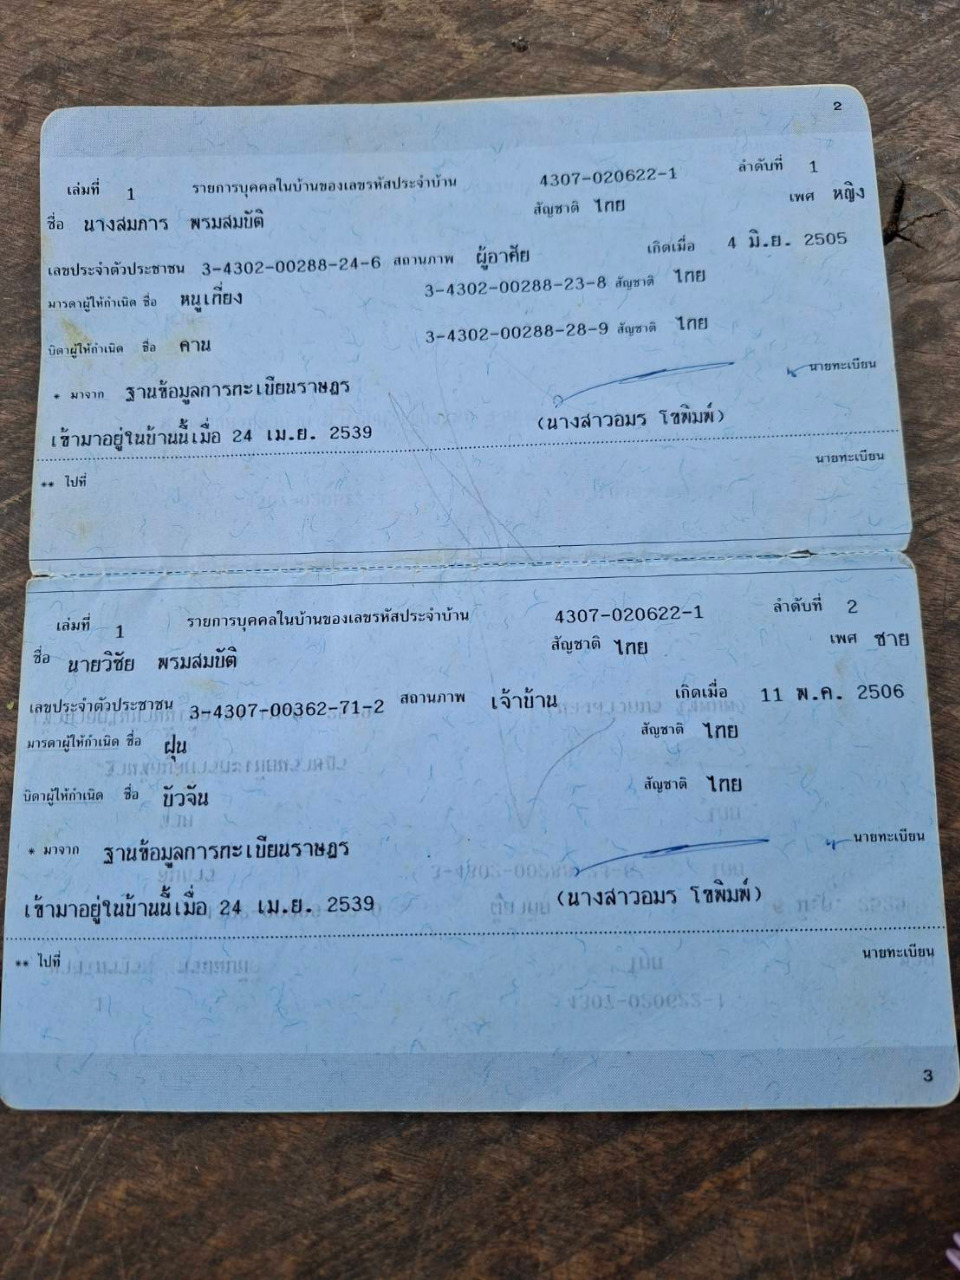 2
เล่มที่ 1 รายการบุคคลในบ้านของเลขรหัสประจำบ้าน 4307-020622-1 ลำดับที่ 1
ชื่อ นางสมภาร พรมสมบัติ สัญชาติ ไทย เพศ หญิง
เลขประจำตัวประชาชน 3-4302-00288-24-6 สถานภาพ ผู้อาศัย เกิดเมื่อ 4 มิ.ย. 2505
มารดาผู้ให้กำเนิด ชื่อ หนูเกี่ยง 3-4302-00288-23-8 สัญชาติ ไทย
บิดาผู้ให้กำเนิด ชื่อ คาน 3-4302-00288-28-9 สัญชาติ ไทย
* มาจาก ฐานข้อมูลการทะเบียนราษฎร นายทะเบียน
เข้ามาอยู่ในบ้านนี้เมื่อ 24 เม.ย. 2539 (นางสาวอมร โขพิมพ์)
** ไปที่ นายทะเบียน
เล่มที่ 1 รายการบุคคลในบ้านของเลขรหัสประจำบ้าน 4307-020622-1 ลำดับที่ 2
ชื่อ นายวิชัย พรมสมบัติ สัญชาติ ไทย เพศ ชาย
เลขประจำตัวประชาชน 3-4307-00362-71-2 สถานภาพ เจ้าบ้าน เกิดเมื่อ 11 พ.ค. 2506
มารดาผู้ให้กำเนิด ชื่อ ฝุ่น สัญชาติ ไทย
บิดาผู้ให้กำเนิด ชื่อ บัวจัน สัญชาติ ไทย
* มาจาก ฐานข้อมูลการทะเบียนราษฎร นายทะเบียน
เข้ามาอยู่ในบ้านนี้เมื่อ 24 เม.ย. 2539 (นางสาวอมร โขพิมพ์)
** ไปที่ นายทะเบียน
3